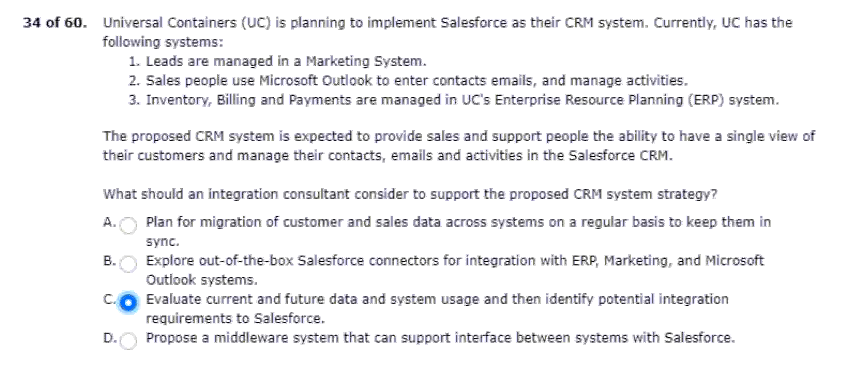 34 of 60. Universal Containers (UC) is planning to implement Salesforce as their CRM system. Currently, UC has the
following systems:
1. Leads are managed in a Marketing System.
2. Sales people use Microsoft Outlook to enter contacts emails, and manage activities.
3. Inventory, Billing and Payments are managed in UC's Enterprise Resource Planning (ERP) system.
The proposed CRM system is expected to provide sales and support people the ability to have a single view of
their customers and manage their contacts, emails and activities in the Salesforce CRM.
What should an integration consultant consider to support the proposed CRM system strategy?
A. Plan for migration of customer and sales data across systems on a regular basis to keep them in
sync.
B. Explore out-of-the-box Salesforce connectors for integration with ERP, Marketing, and Microsoft
Outlook systems.
C. Evaluate current and future data and system usage and then identify potential integration
requirements to Salesforce.
D. Propose a middleware system that can support interface between systems with Salesforce.